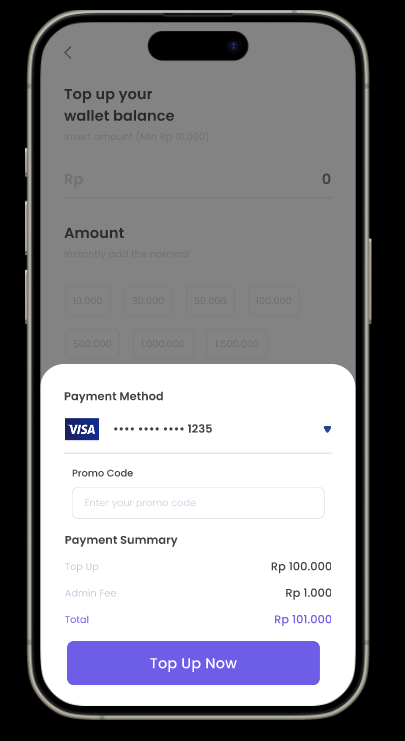 Top up your
wallet balance
Insert amount (Min Rp 10.000)
Rp 0
Amount
Instantly add the nominal
10.000 30.000 50.000 100.000
500.000 1.000.000 1.500.000
Payment Method
VISA •••• •••• •••• 1235
Promo Code
Enter your promo code
Payment Summary
Top Up Rp 100.000
Admin Fee Rp 1.000
Total Rp 101.000
Top Up Now